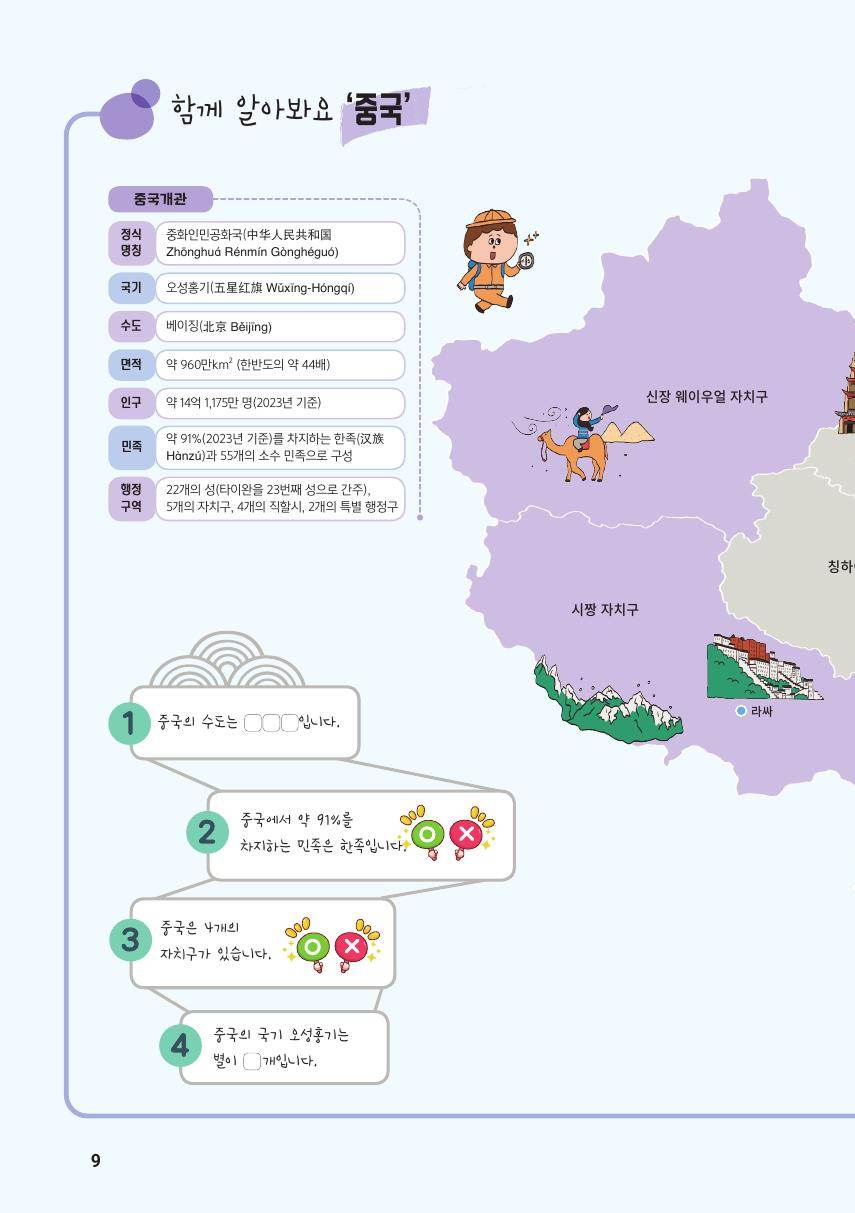 함께 알아봐요 ‘중국’
중국개관
정식
명칭
중화인민공화국(中华人民共和国
Zhōnghuá Rénmín Gònghéguó)
국기
오성홍기(五星红旗 Wǔxīng-Hóngqí)
수도
베이징(北京 Běijīng)
면적
약 960만km² (한반도의 약 44배)
인구
약 14억 1,175만 명(2023년 기준)
민족
약 91%(2023년 기준)를 차지하는 한족(汉族
Hànzú)과 55개의 소수 민족으로 구성
행정
구역
22개의 성(타이완을 23번째 성으로 간주),
5개의 자치구, 4개의 직할시, 2개의 특별 행정구
신장 웨이우얼 자치구
칭하
시짱 자치구
라싸
1
중국의 수도는 □□□입니다.
2
중국에서 약 91%를
차지하는 민족은 한족입니다.
O X
3
중국은 4개의
자치구가 있습니다.
O X
4
중국의 국기 오성홍기는
별이 □개입니다.
9